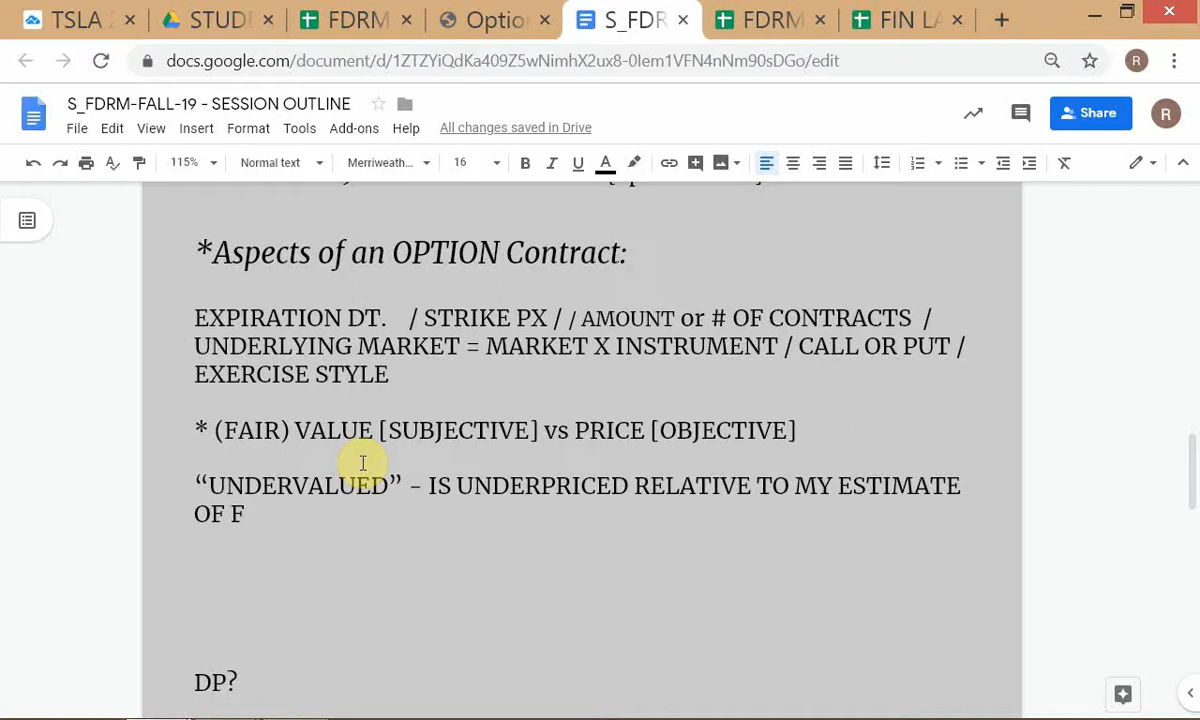 TSLA
STUD
FDRM
Optio
S_FDR
FDRM
FIN LA
docs.google.com/document/d/1ZTZYiQdKa409Z5wNimhX2ux8-0Iem1VFN4nNm90sDGo/edit
R
S_FDRM-FALL-19 - SESSION OUTLINE
File Edit View Insert Format Tools Add-ons Help All changes saved in Drive
Share
R
115% Normal text Merriweath... 16 B I U A
*Aspects of an OPTION Contract:
EXPIRATION DT. / STRIKE PX / / AMOUNT or # OF CONTRACTS /
UNDERLYING MARKET = MARKET X INSTRUMENT / CALL OR PUT /
EXERCISE STYLE
* (FAIR) VALUE [SUBJECTIVE] vs PRICE [OBJECTIVE]
“UNDERVALUED” - IS UNDERPRICED RELATIVE TO MY ESTIMATE
OF F
DP?